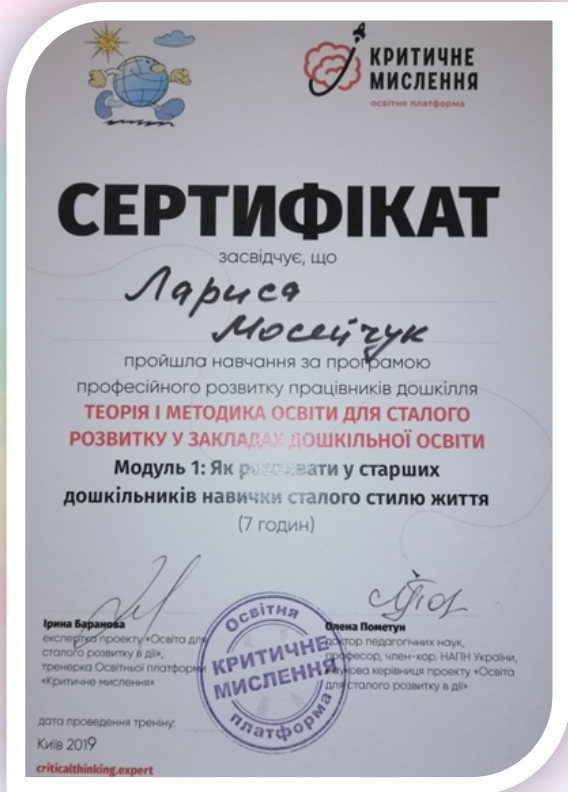 КРИТИЧНЕ
МИСЛЕННЯ
освітня платформа
СЕРТИФІКАТ
засвідчує, що
Лариса
Мосейчук
пройшла навчання за програмою
професійного розвитку працівників дошкілля
ТЕОРІЯ І МЕТОДИКА ОСВІТИ ДЛЯ СТАЛОГО
РОЗВИТКУ У ЗАКЛАДАХ ДОШКІЛЬНОЇ ОСВІТИ
Модуль 1: Як розвивати у старших
дошкільників навички сталого стилю життя
(7 годин)
Ірина Баранова
експертка проекту «Освіта для
сталого розвитку в дії»,
тренерка Освітньої платформи
«Критичне мислення»
Освітня
КРИТИЧНЕ
МИСЛЕННЯ
платформа
Олена Пометун
доктор педагогічних наук,
професор, член-кор. НАПН України,
наукова керівниця проекту «Освіта
для сталого розвитку в дії»
дата проведення тренінгу:
Київ 2019
criticalthinking.expert